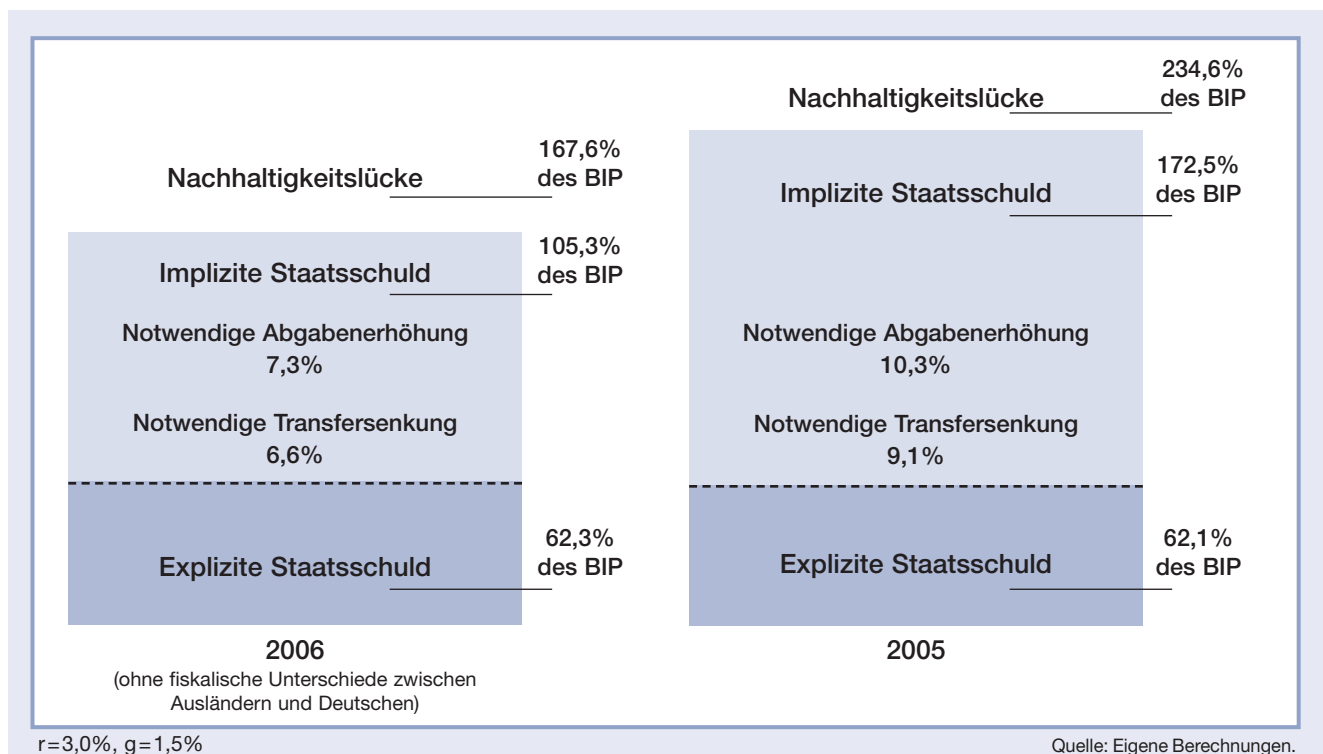 Nachhaltigkeitslücke
167,6%
des BIP
Implizite Staatsschuld
105,3%
des BIP
Notwendige Abgabenerhöhung
7,3%
Notwendige Transfersenkung
6,6%
Explizite Staatsschuld
62,3%
des BIP
2006
(ohne fiskalische Unterschiede zwischen
Ausländern und Deutschen)
Nachhaltigkeitslücke
234,6%
des BIP
Implizite Staatsschuld
172,5%
des BIP
Notwendige Abgabenerhöhung
10,3%
Notwendige Transfersenkung
9,1%
Explizite Staatsschuld
62,1%
des BIP
2005
r=3,0%, g=1,5%
Quelle: Eigene Berechnungen.